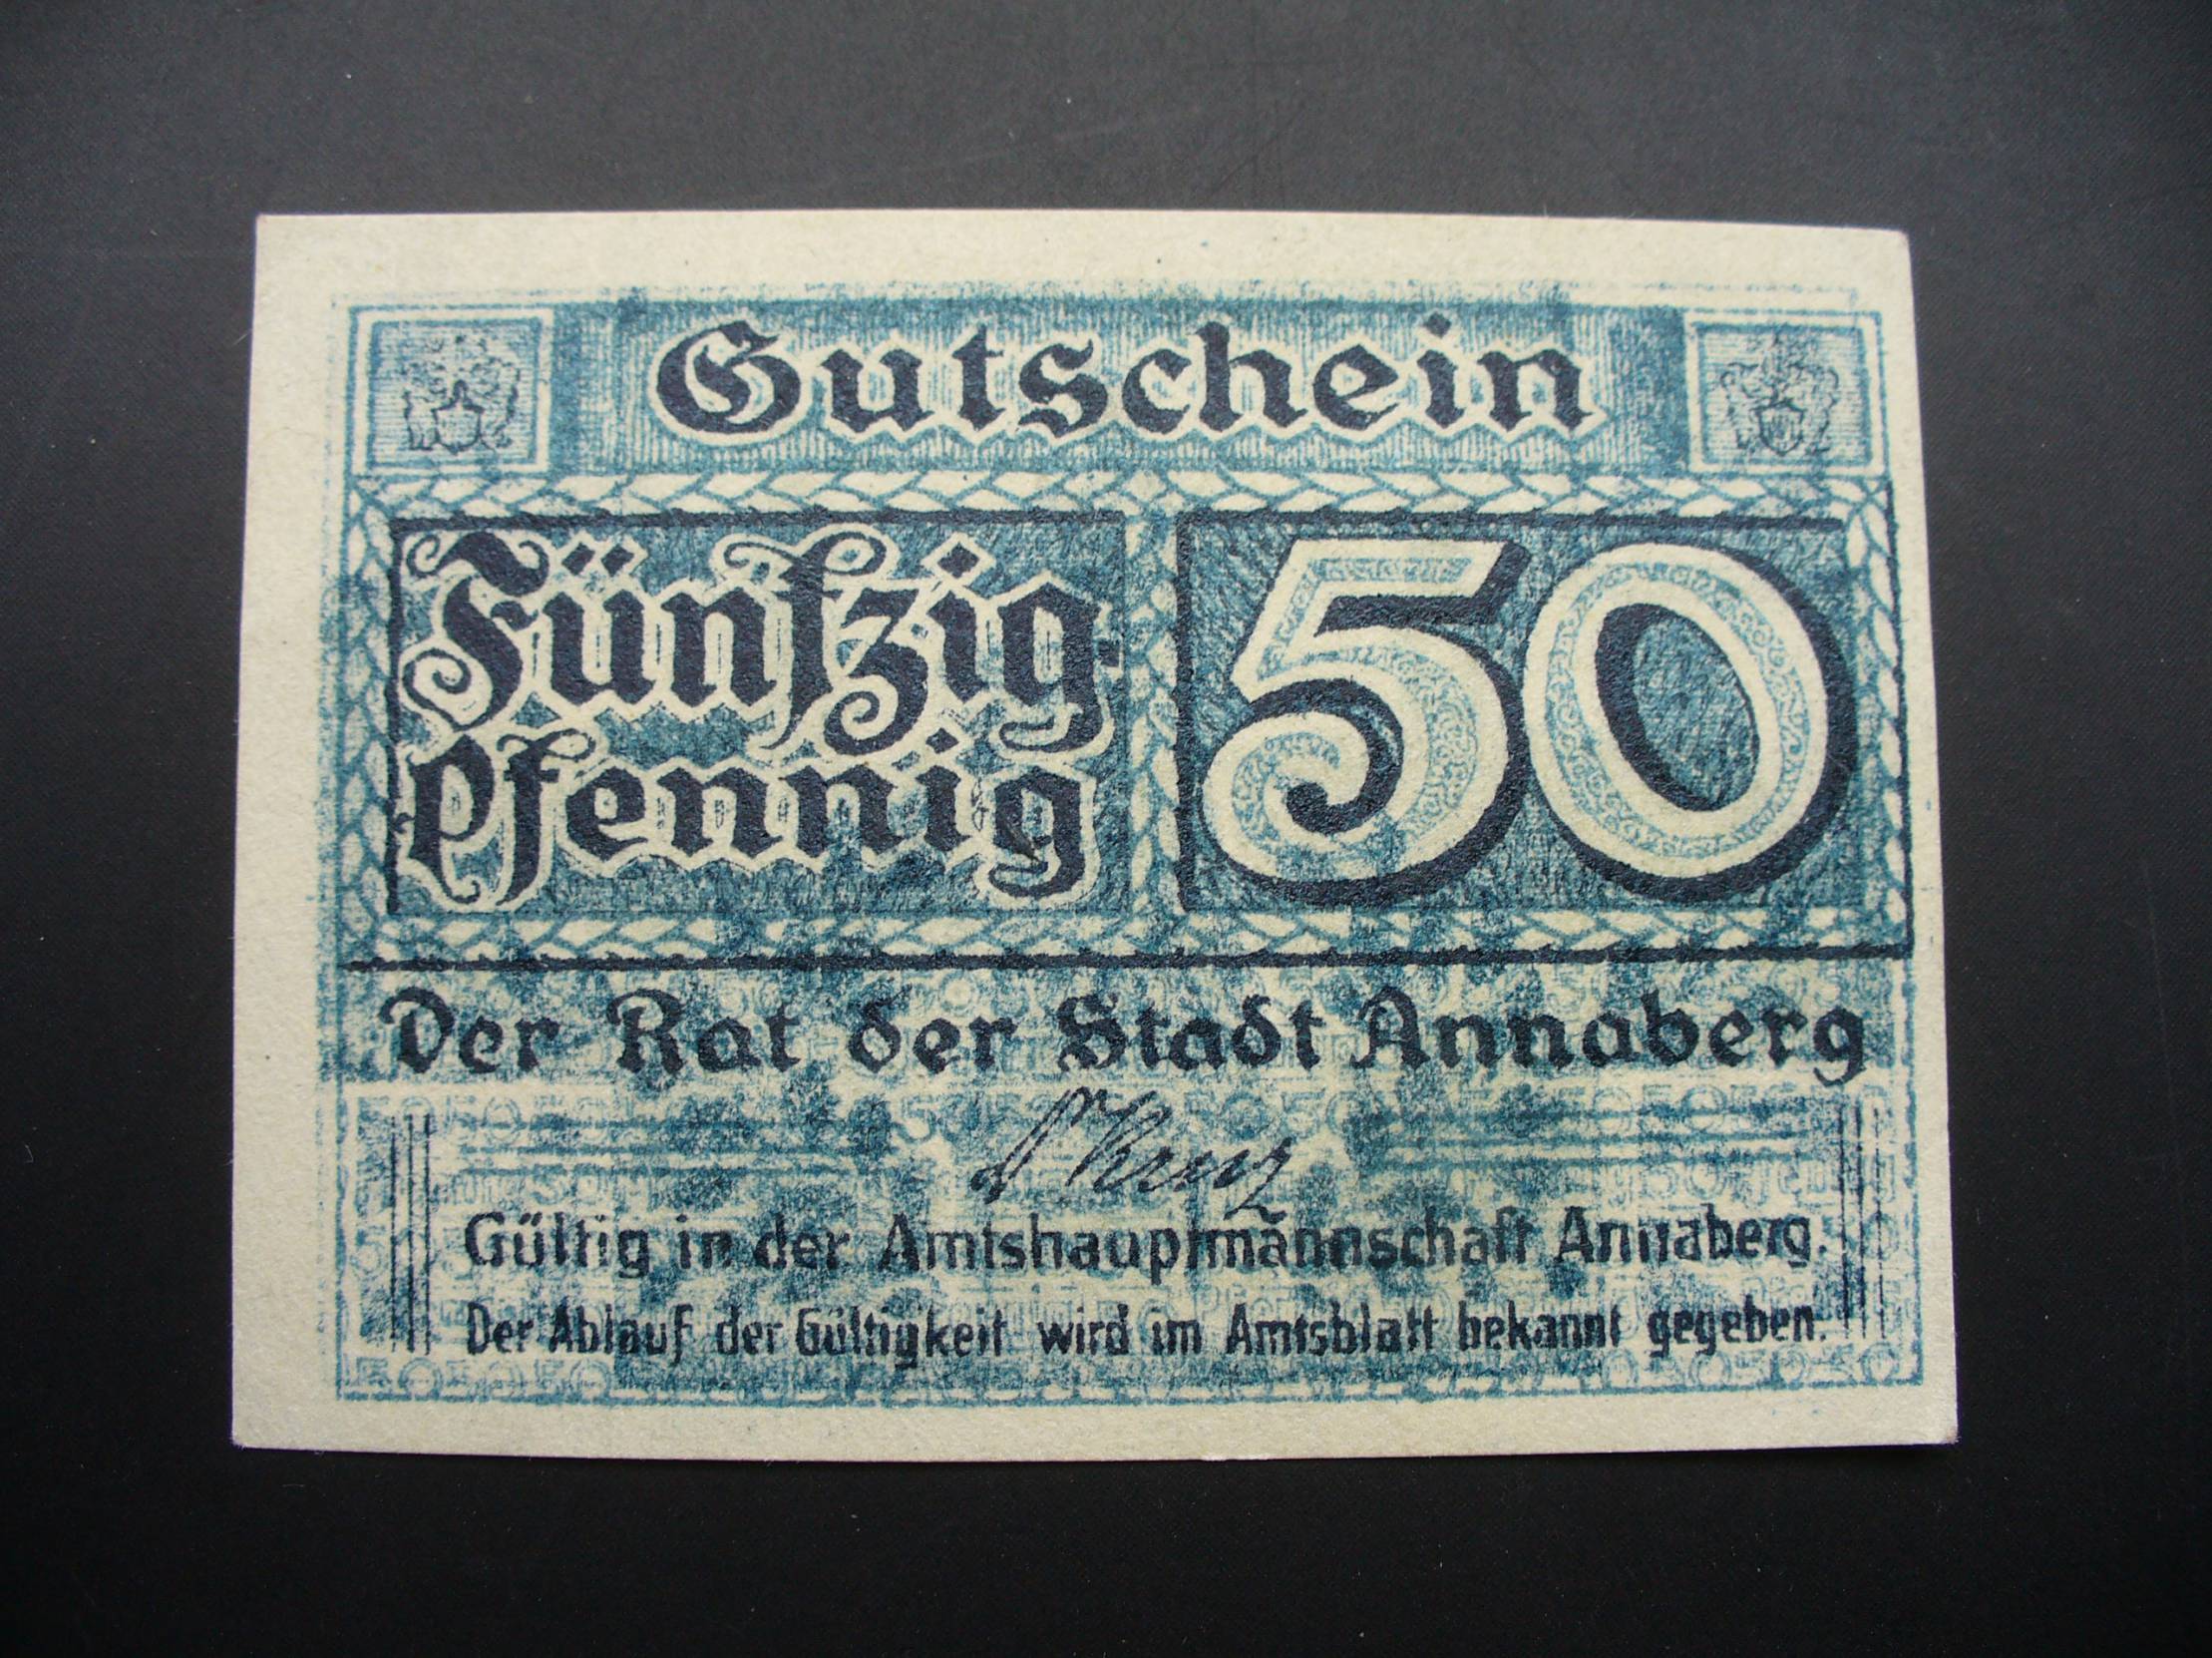 Gutschein
Fünfzig
Pfennig
50
Der Rat der Stadt Annaberg
Gültig in der Amtshauptmannschaft Annaberg.
Der Ablauf der Gültigkeit wird im Amtsblatt bekannt gegeben.